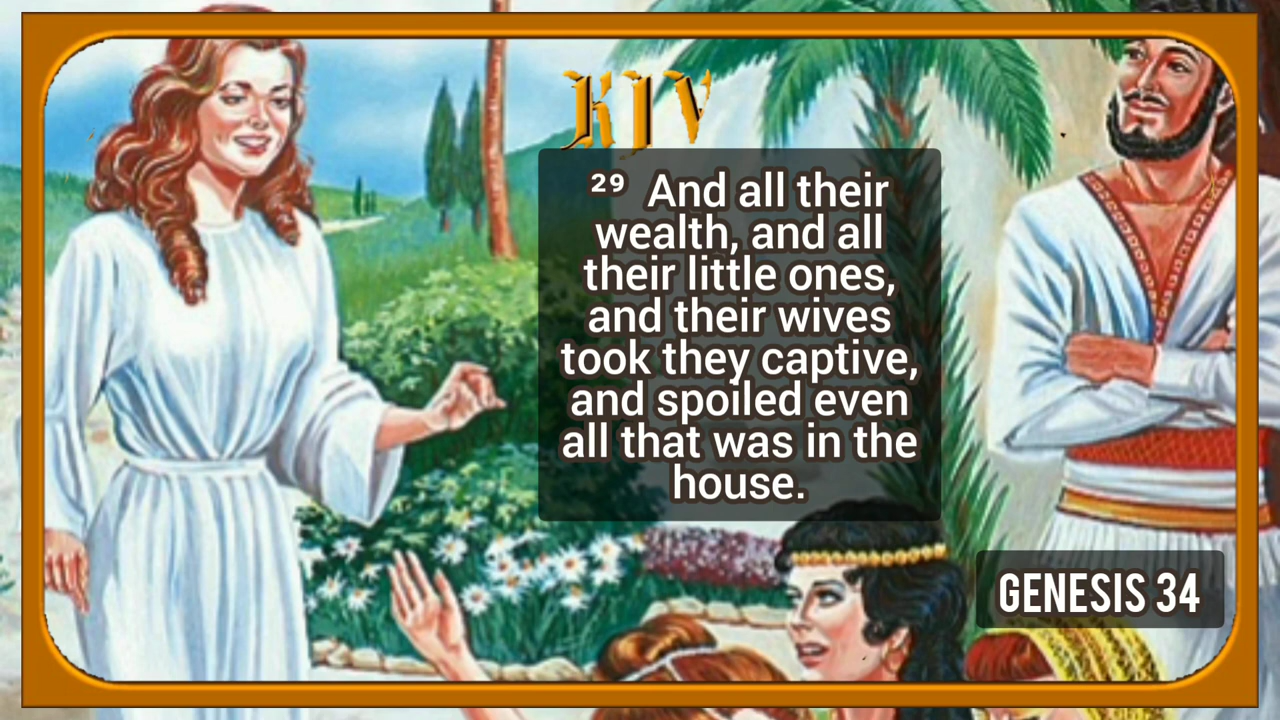 KJV
²⁹ And all their
wealth, and all
their little ones,
and their wives
took they captive,
and spoiled even
all that was in the
house.
GENESIS 34